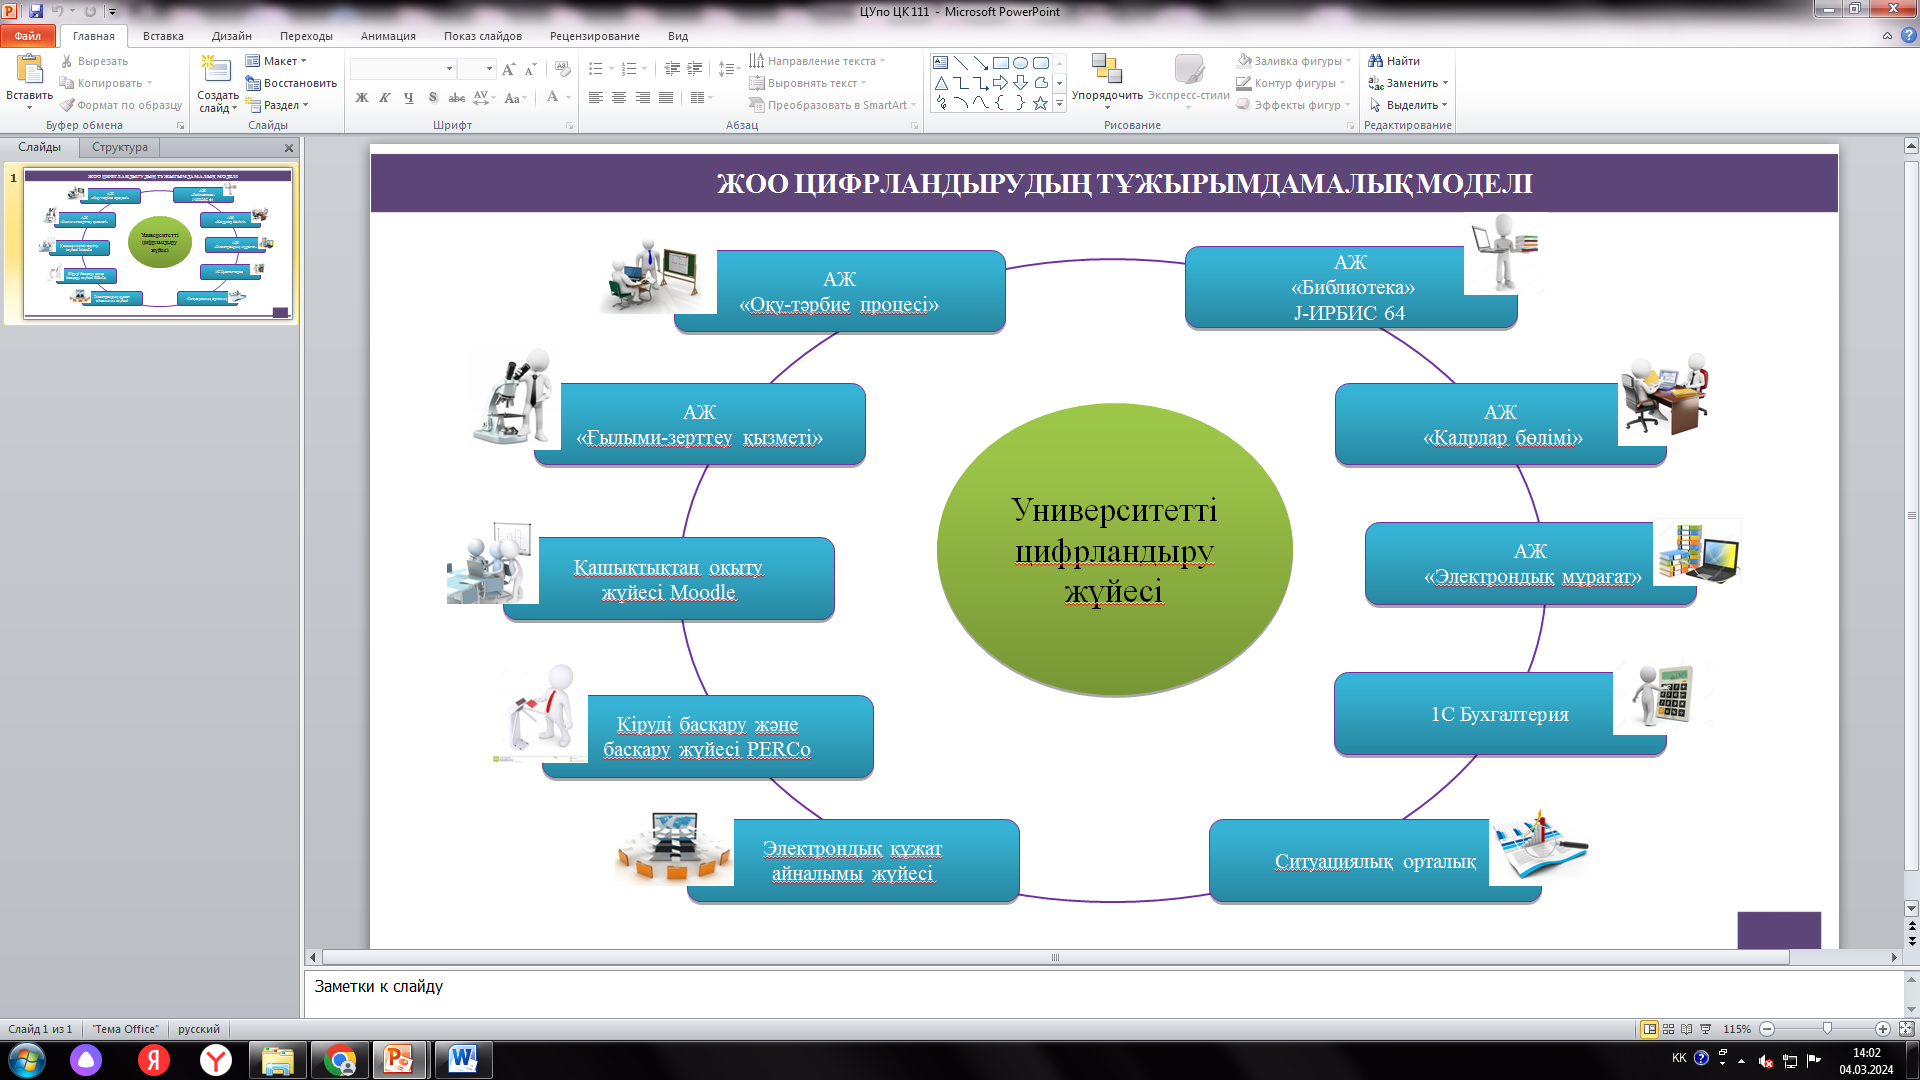 ЦУпо ЦК111 - Microsoft PowerPoint
Файл
Главная
Вставка
Дизайн
Переходы
Анимация
Показ слайдов
Рецензирование
Вид
Вставить
Вырезать
Копировать
Формат по образцу
Буфер обмена
Создать слайд
Макет
Восстановить
Раздел
Слайды
Шрифт
Направление текста
Выровнять текст
Преобразовать в SmartArt
Абзац
Упорядочить
Экспресс-стили
Заливка фигуры
Контур фигуры
Эффекты фигур
Рисование
Найти
Заменить
Выделить
Редактирование
Слайды
Структура
1
ЖОО ЦИФРЛАНДЫРУДЫҢ ТҰЖЫРЫМДАМАЛЫҚ МОДЕЛІ
АЖ
«Оқу-тәрбие процесі»
АЖ
«Библиотека»
J-ИРБИС 64
АЖ
«Ғылыми-зерттеу қызметі»
АЖ
«Кадрлар бөлімі»
Университетті
цифрландыру
жүйесі
Қашықтықтан оқыту
жүйесі Moodle
АЖ
«Электрондық мұрағат»
Кіруді басқару және
басқару жүйесі PERCo
1С Бухгалтерия
Электрондық құжат
айналымы жүйесі
Ситуациялық орталық
Заметки к слайду
Слайд 1 из 1
"Тема Office"
русский
115%
KK
14:02
04.03.2024